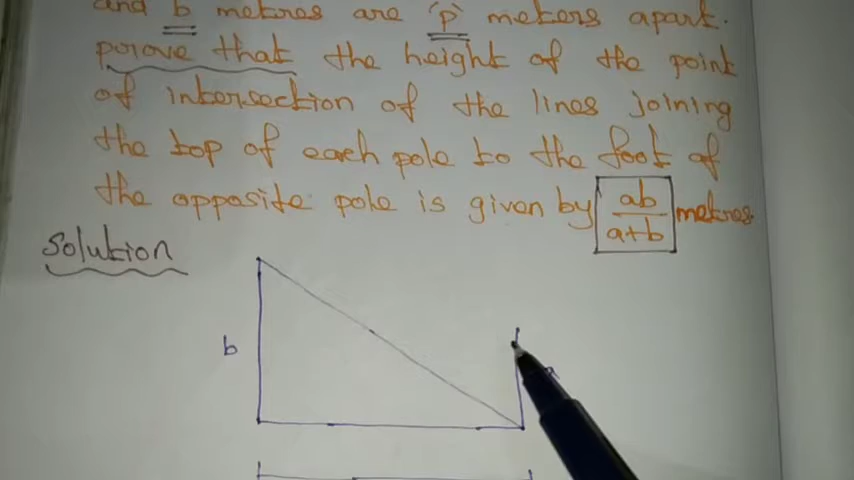 and b metres are 'p' meters apart.
prove that the height of the point
of intersection of the lines joining
the top of each pole to the foot of
the opposite pole is given by ab/a+b metres.
Solution
b
a